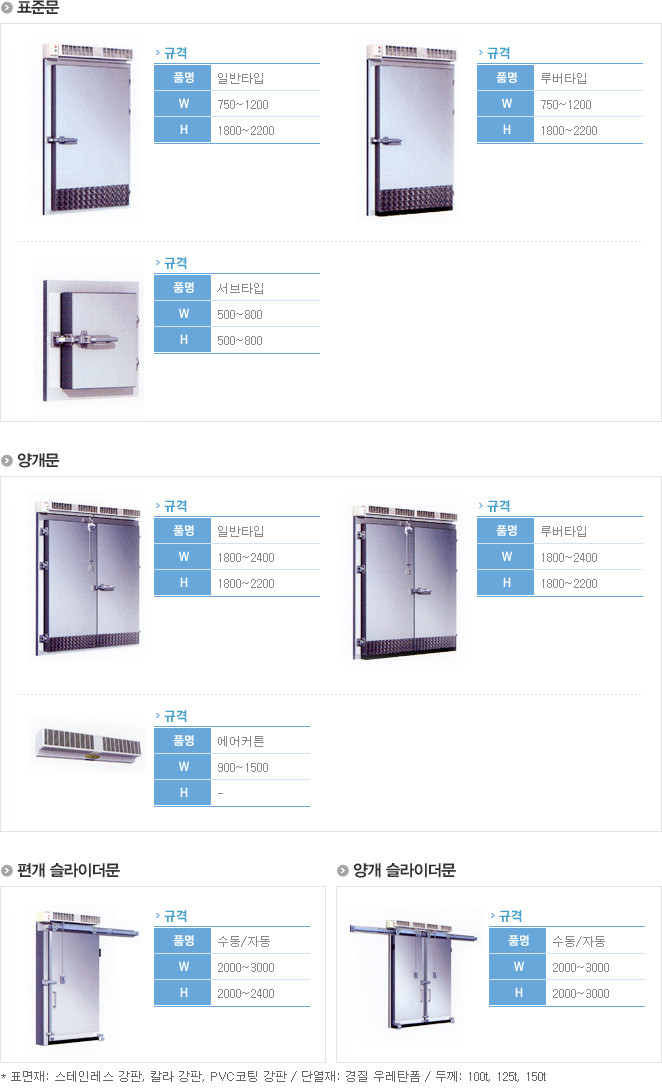 표준문
규격
품명 일반타입
W 750~1200
H 1800~2200
규격
품명 루버타입
W 750~1200
H 1800~2200
규격
품명 서브타입
W 500~800
H 500~800
양개문
규격
품명 일반타입
W 1800~2400
H 1800~2200
규격
품명 루버타입
W 1800~2400
H 1800~2200
규격
품명 에어커튼
W 900~1500
H -
편개 슬라이더문
규격
품명 수동/자동
W 2000~3000
H 2000~2400
양개 슬라이더문
규격
품명 수동/자동
W 2000~3000
H 2000~3000
* 표면재: 스테인레스 강판, 칼라 강판, PVC코팅 강판 / 단열재: 경질 우레탄폼 / 두께: 100t, 125t, 150t